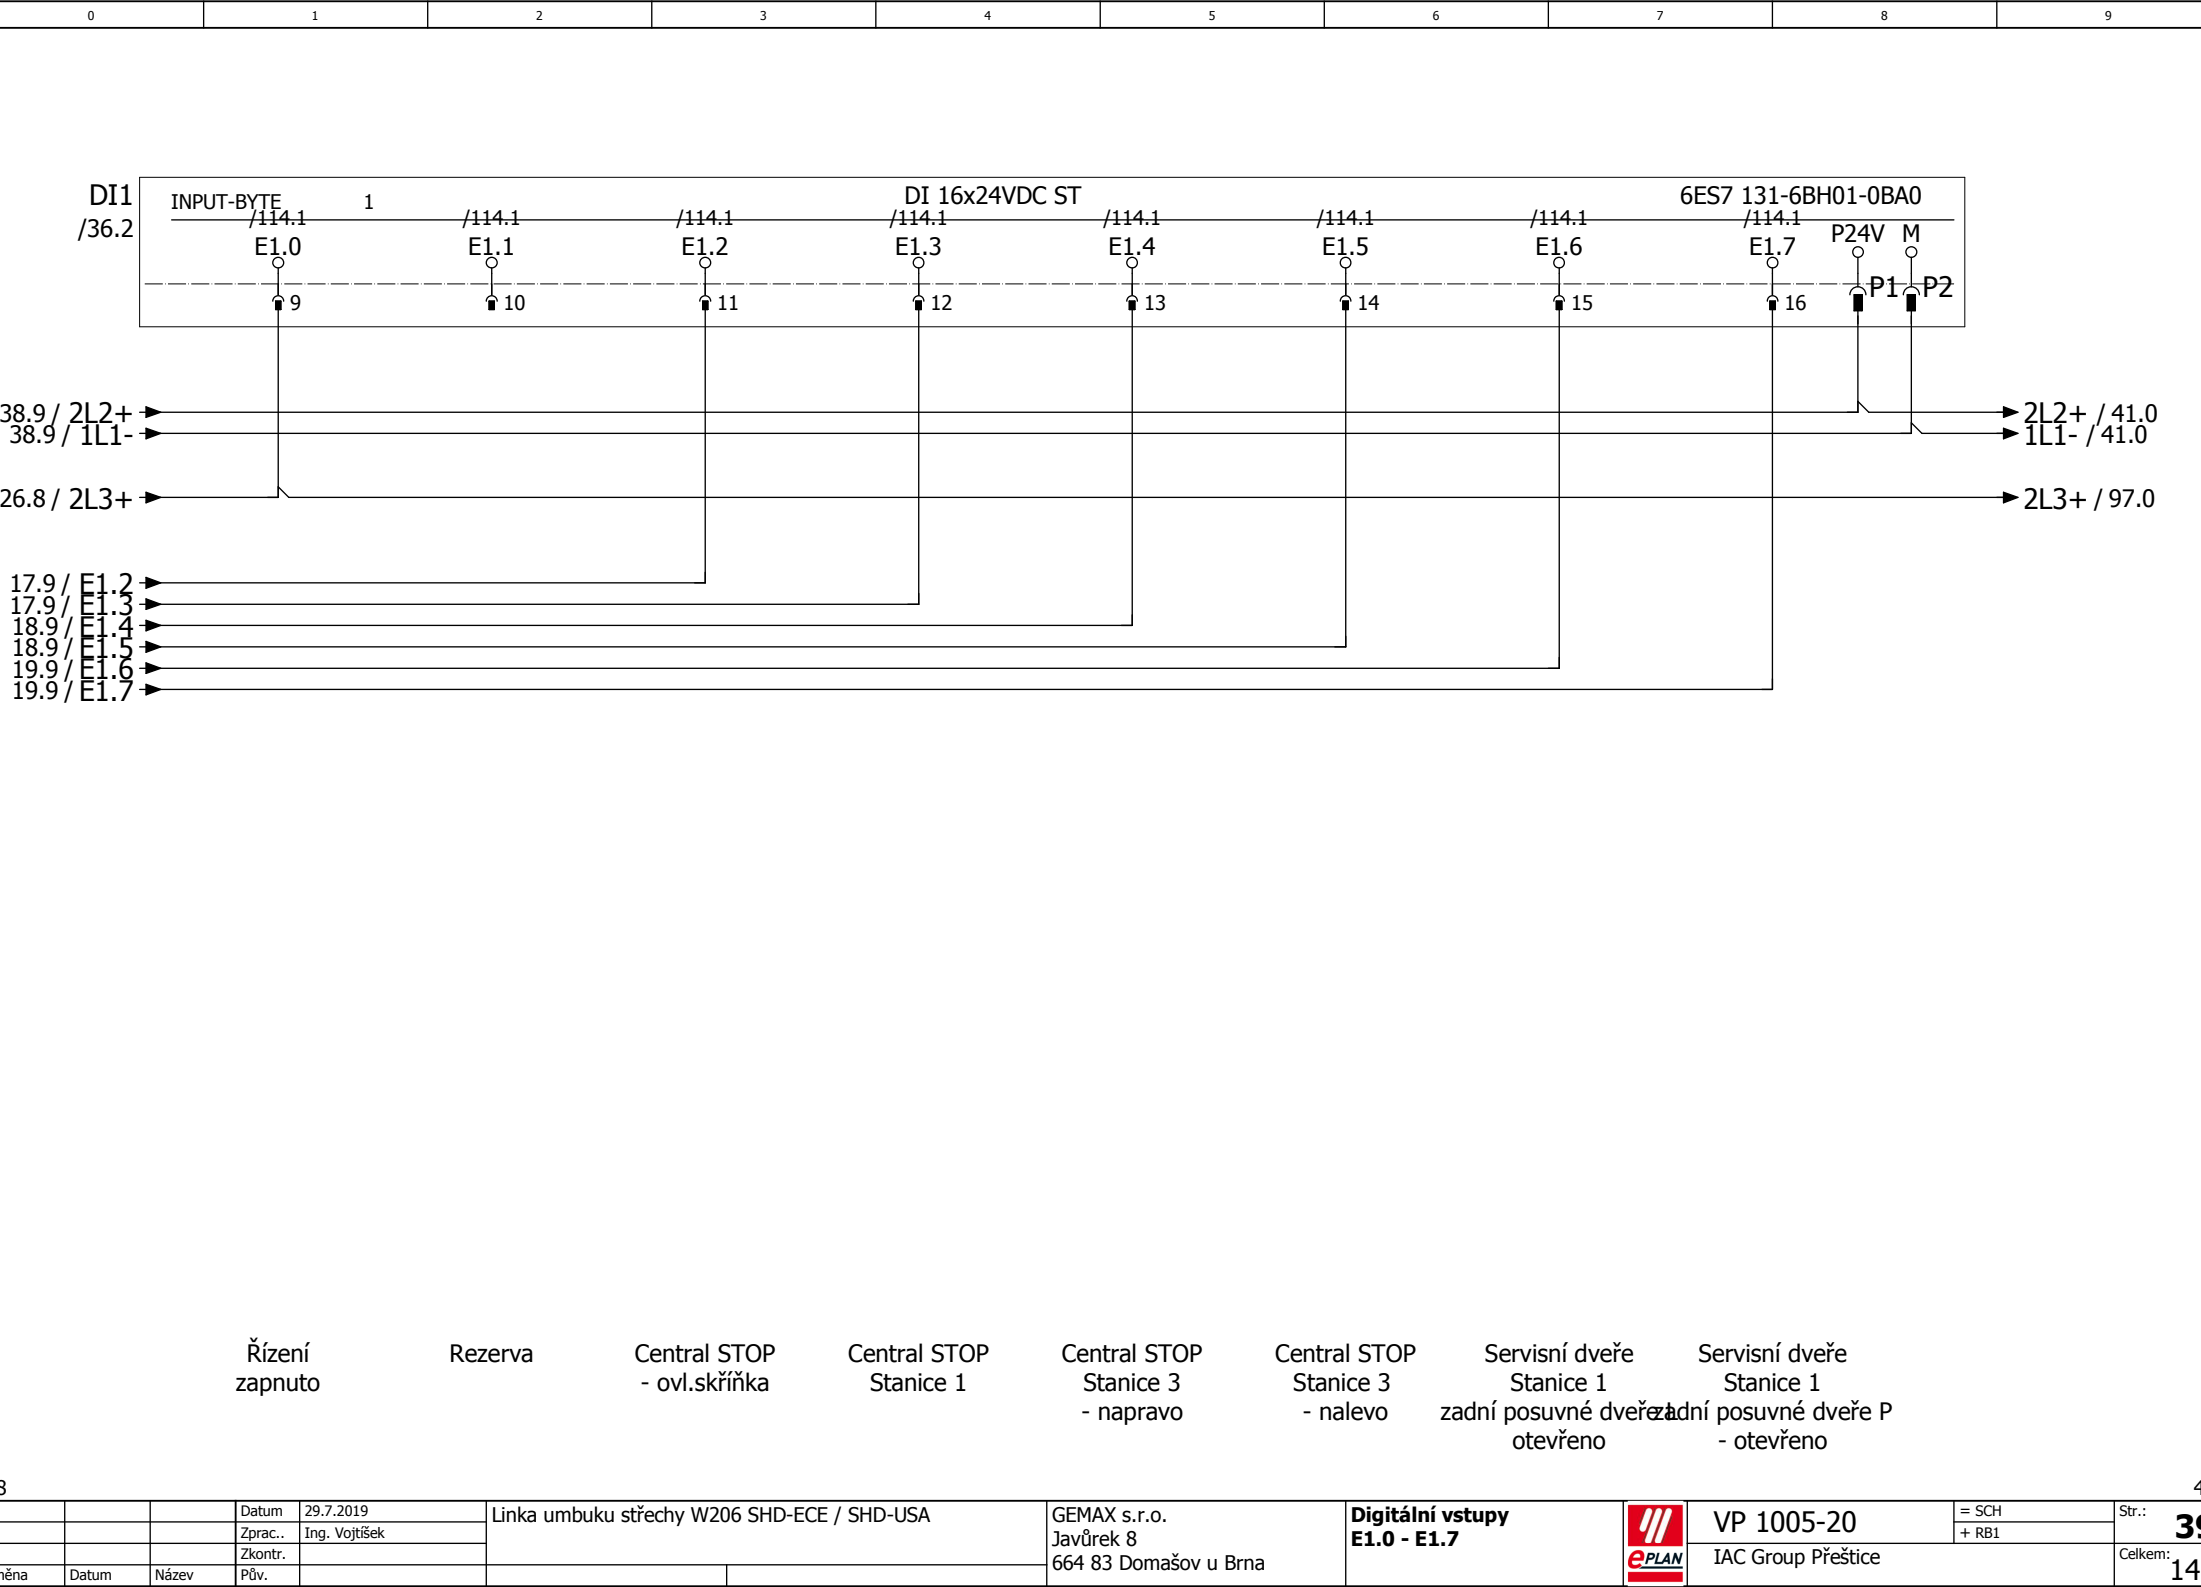 0 1 2 3 4 5 6 7 8 9
DI1
/36.2
INPUT-BYTE 1 DI 16x24VDC ST 6ES7 131-6BH01-0BA0
/114.1 /114.1 /114.1 /114.1 /114.1 /114.1 /114.1 /114.1
E1.0 E1.1 E1.2 E1.3 E1.4 E1.5 E1.6 E1.7 P24V M
9 10 11 12 13 14 15 16 P1 P2
38.9 / 2L2+ 2L2+ / 41.0
38.9 / 1L1- 1L1- / 41.0
26.8 / 2L3+ 2L3+ / 97.0
17.9 / E1.2
17.9 / E1.3
18.9 / E1.4
18.9 / E1.5
19.9 / E1.6
19.9 / E1.7
Řízení
zapnuto
Rezerva
Central STOP
- ovl.skříňka
Central STOP
Stanice 1
Central STOP
Stanice 3
- napravo
Central STOP
Stanice 3
- nalevo
Servisní dveře
Stanice 1
zadní posuvné dveře L
otevřeno
Servisní dveře
Stanice 1
zadní posuvné dveře P
- otevřeno
Datum 29.7.2019
Zprac.. Ing. Vojtíšek
Zkontr.
Datum Název Pův.
Linka umbuku střechy W206 SHD-ECE / SHD-USA
GEMAX s.r.o.
Javůrek 8
664 83 Domašov u Brna
Digitální vstupy
E1.0 - E1.7
ePLAN
VP 1005-20
IAC Group Přeštice
= SCH
+ RB1
Str.: 39
Celkem: 14